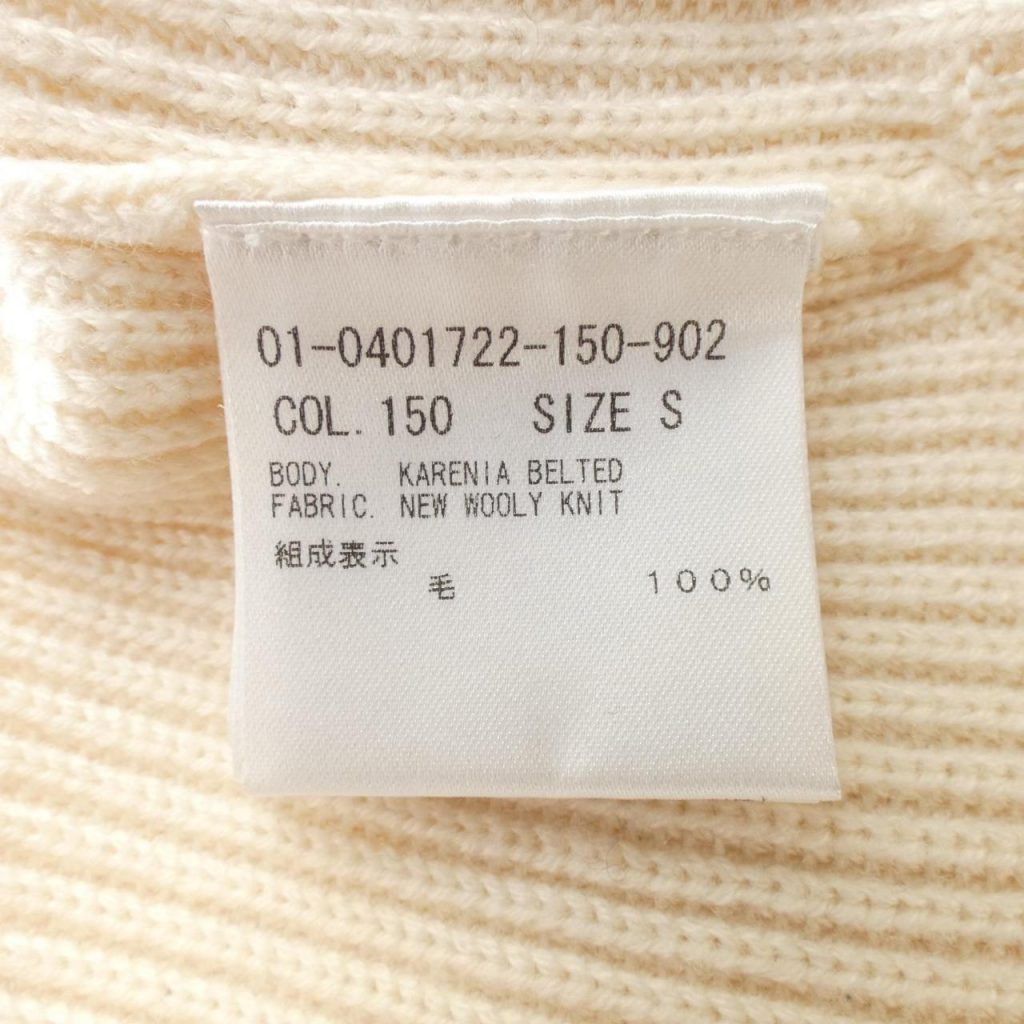 01-0401722-150-902
COL. 150 SIZE S
BODY. KARENIA BELTED
FABRIC. NEW WOOLY KNIT
組成表示
毛 100%